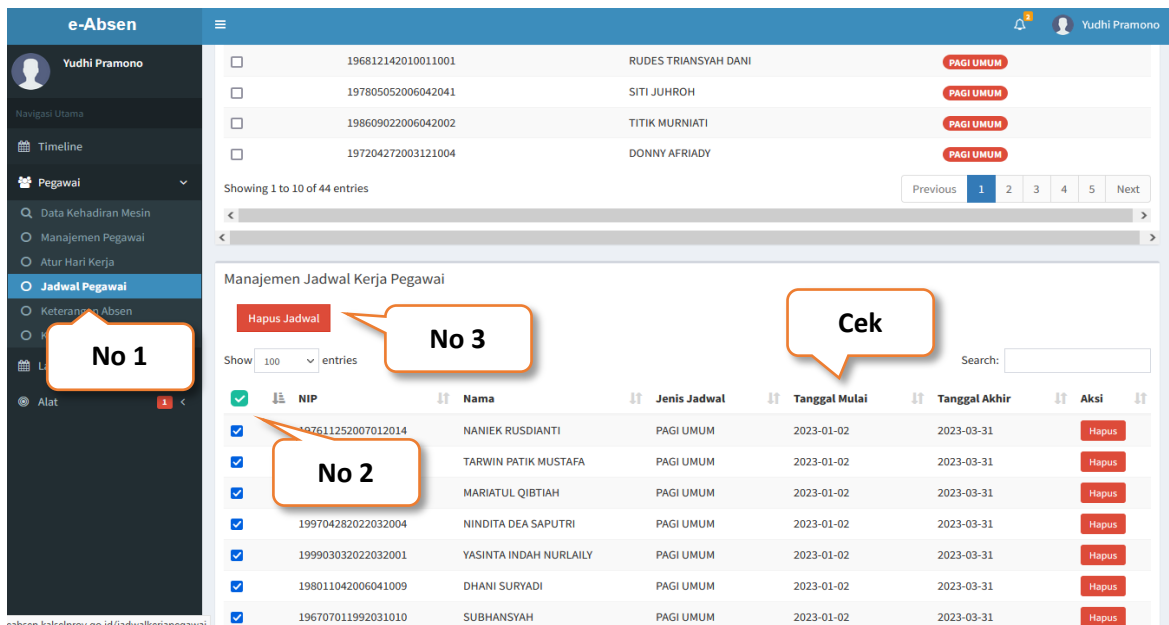 e-Absen
2
Yudhi Pramono
Yudhi Pramono
Navigasi Utama
Timeline
Pegawai
Data Kehadiran Mesin
Manajemen Pegawai
Atur Hari Kerja
Jadwal Pegawai
Absen
Alat 1
No 1
196812142010011001 RUDES TRIANSYAH DANI PAGI UMUM
197805052006042041 SITI JUHROH PAGI UMUM
198609022006042002 TITIK MURNIATI PAGI UMUM
197204272003121004 DONNY AFRIADY PAGI UMUM
Showing 1 to 10 of 44 entries Previous 1 2 3 4 5 Next
Manajemen Jadwal Kerja Pegawai
Hapus Jadwal
No 3
Cek
Show 100 entries Search:
NIP Nama Jenis Jadwal Tanggal Mulai Tanggal Akhir Aksi
197611252007012014 NANIEK RUSDIANTI PAGI UMUM 2023-01-02 2023-03-31 Hapus
No 2
TARWIN PATIK MUSTAFA PAGI UMUM 2023-01-02 2023-03-31 Hapus
MARIATUL QIBTIAH PAGI UMUM 2023-01-02 2023-03-31 Hapus
199704282022032004 NINDITA DEA SAPUTRI PAGI UMUM 2023-01-02 2023-03-31 Hapus
199903032022032001 YASINTA INDAH NURLAILY PAGI UMUM 2023-01-02 2023-03-31 Hapus
198011042006041009 DHANI SURYADI PAGI UMUM 2023-01-02 2023-03-31 Hapus
196707011992031010 SUBHANSYAH PAGI UMUM 2023-01-02 2023-03-31 Hapus